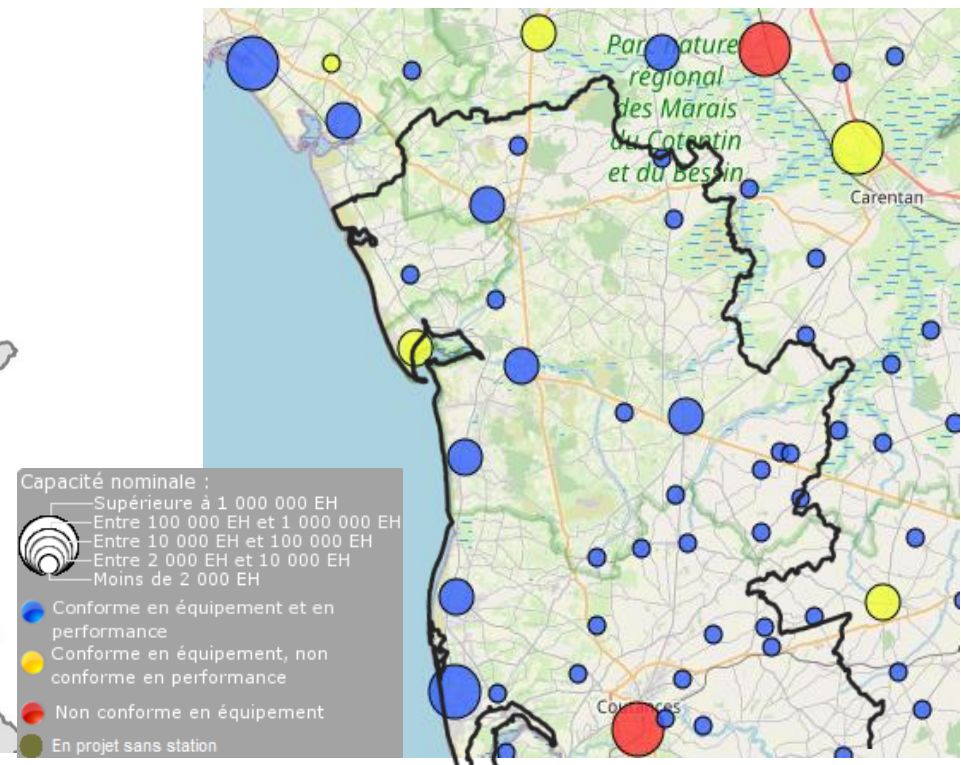 Parc nature
régional
des Marais
du Cotentin
et du Bessin
Carentan
Coutances
Capacité nominale :
Supérieure à 1 000 000 EH
Entre 100 000 EH et 1 000 000 EH
Entre 10 000 EH et 100 000 EH
Entre 2 000 EH et 10 000 EH
Moins de 2 000 EH
Conforme en équipement et en
performance
Conforme en équipement, non
conforme en performance
Non conforme en équipement
En projet sans station